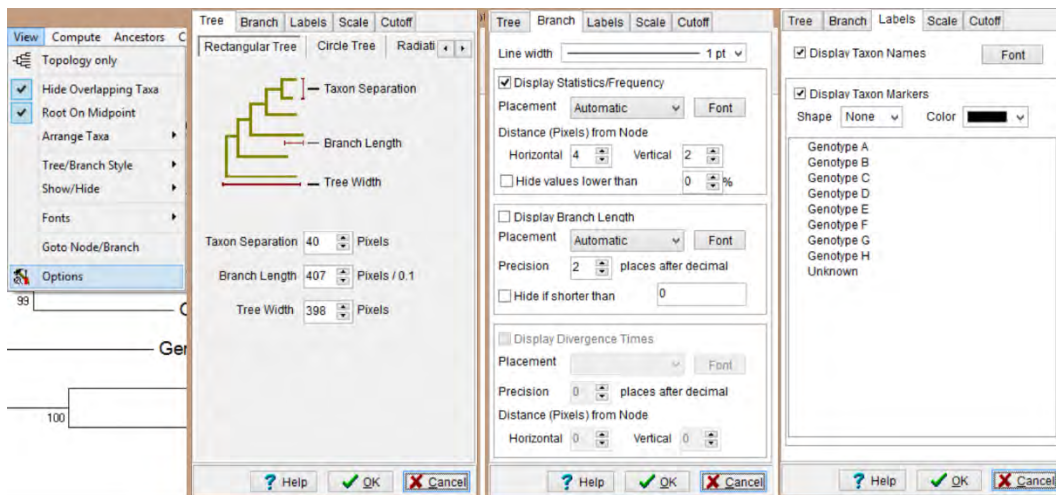 View Compute Ancestors C
Topology only
Hide Overlapping Taxa
Root On Midpoint
Arrange Taxa
Tree/Branch Style
Show/Hide
Fonts
Goto Node/Branch
Options
99
C
Ger
100
Tree Branch Labels Scale Cutoff
Rectangular Tree Circle Tree Radiati
Taxon Separation
Branch Length
Tree Width
Taxon Separation 40 Pixels
Branch Length 407 Pixels / 0.1
Tree Width 398 Pixels
Help OK Cancel
Tree Branch Labels Scale Cutoff
Line width 1 pt
Display Statistics/Frequency
Placement Automatic Font
Distance (Pixels) from Node
Horizontal 4 Vertical 2
Hide values lower than 0 %
Display Branch Length
Placement Automatic Font
Precision 2 places after decimal
Hide if shorter than 0
Display Divergence Times
Placement Font
Precision 0 places after decimal
Distance (Pixels) from Node
Horizontal 0 Vertical 0
Help OK Cancel
Tree Branch Labels Scale Cutoff
Display Taxon Names Font
Display Taxon Markers
Shape None Color
Genotype A
Genotype B
Genotype C
Genotype D
Genotype E
Genotype F
Genotype G
Genotype H
Unknown
Help OK Cancel